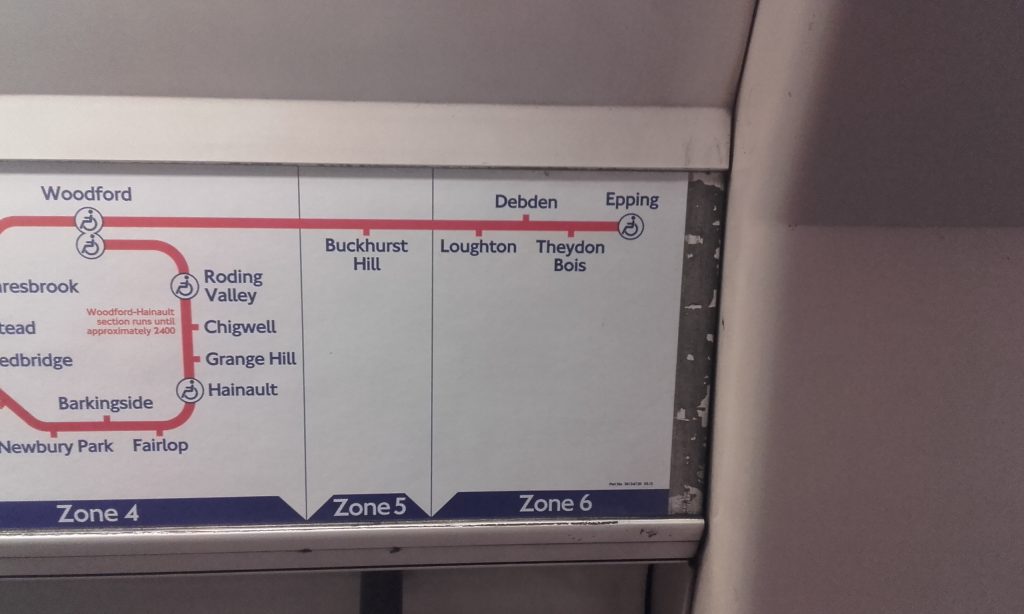 Woodford
Debden
Epping
Buckhurst
Hill
Loughton
Theydon
Bois
resbrook
Roding
Valley
Woodford-Hainault
section runs until
approximately 2400
tead
Chigwell
edbridge
Grange Hill
Hainault
Barkingside
Newbury Park
Fairlop
Zone 4
Zone 5
Zone 6